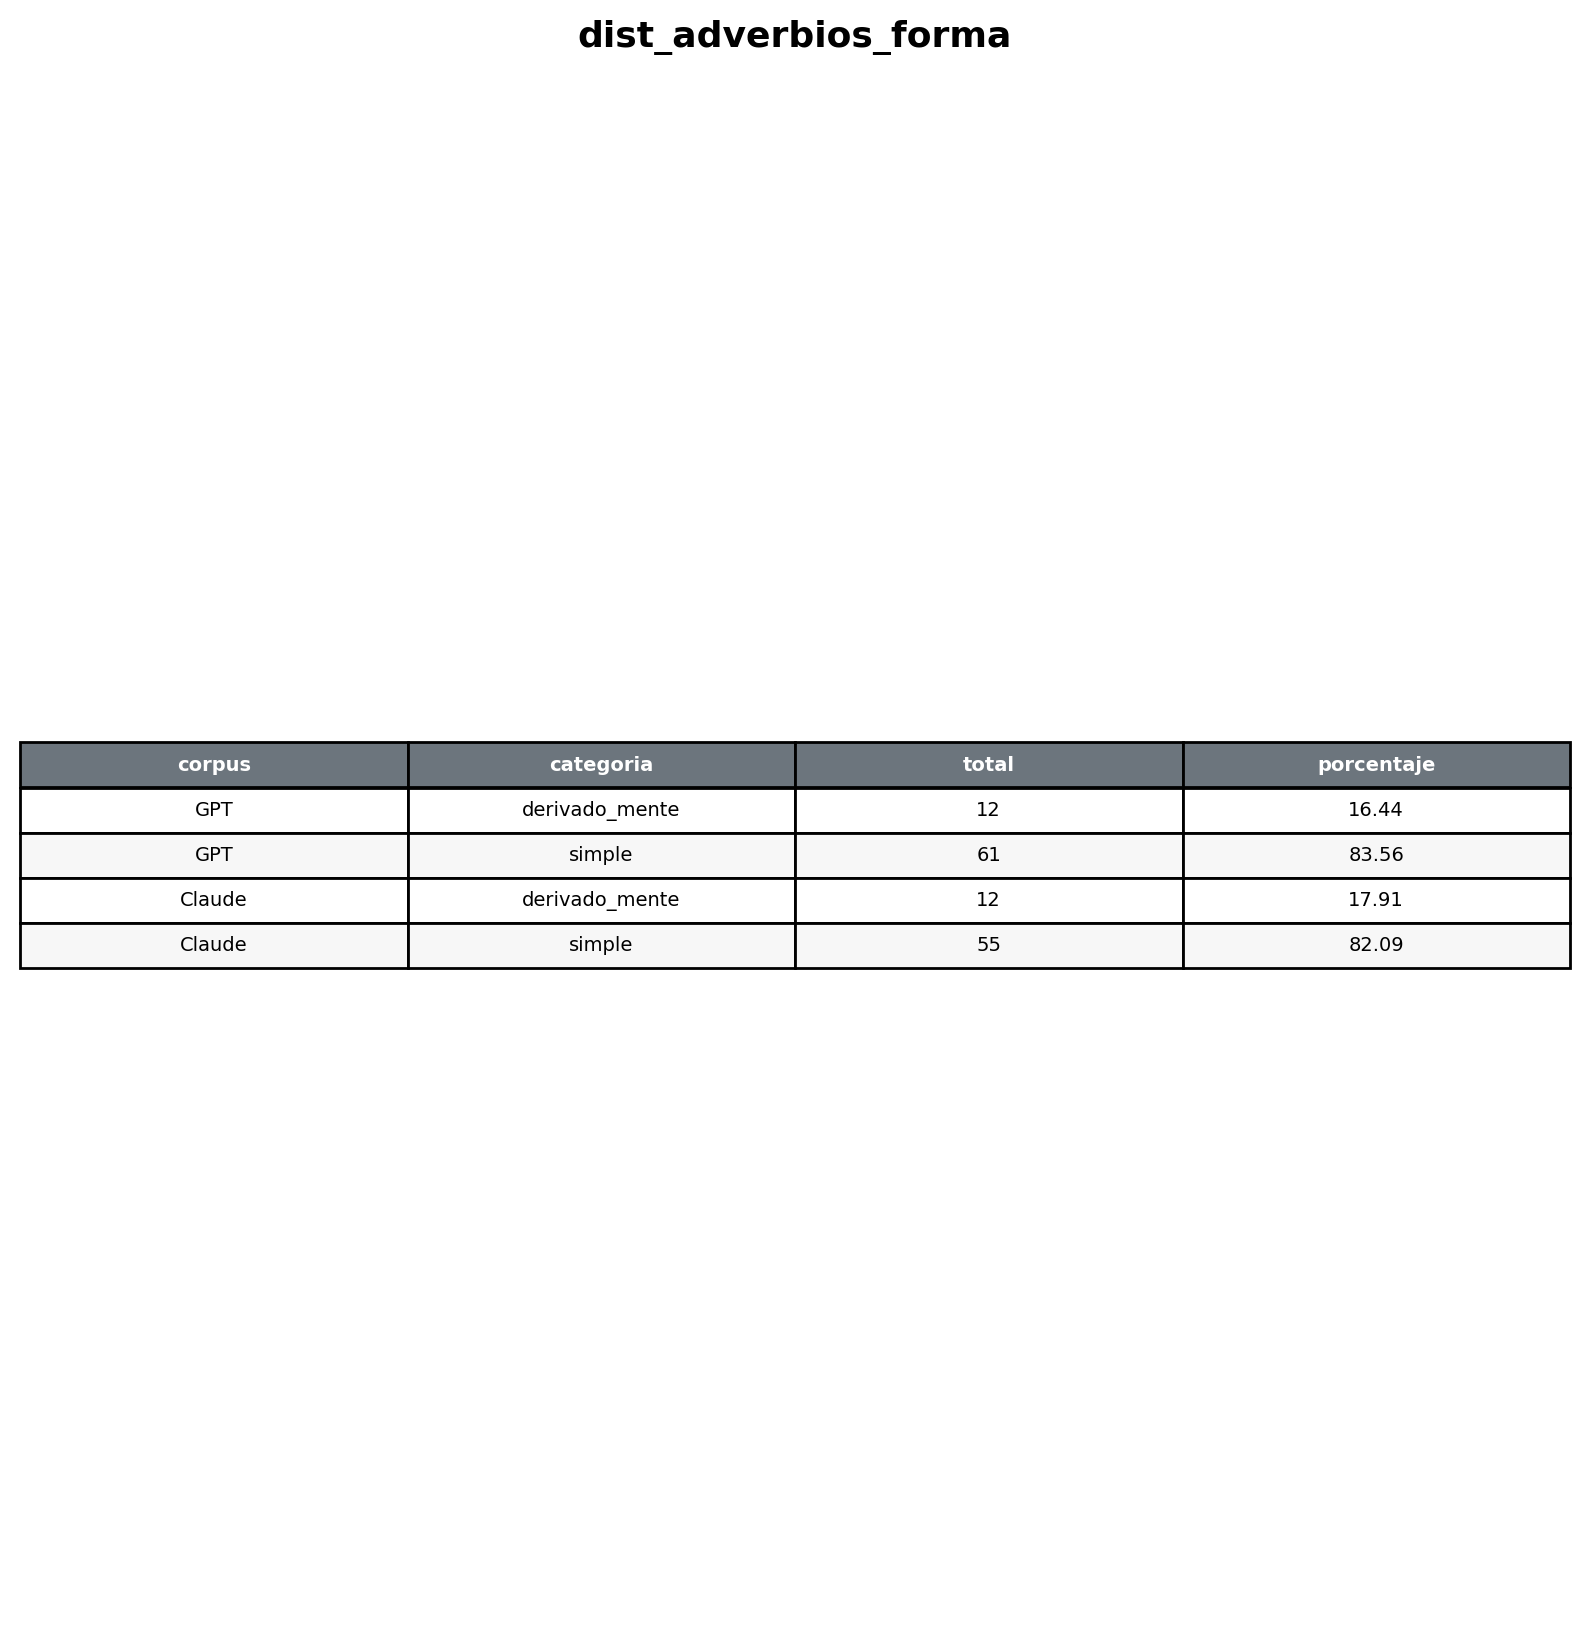 dist_adverbios_forma
corpus categoria total porcentaje
GPT derivado_mente 12 16.44
GPT simple 61 83.56
Claude derivado_mente 12 17.91
Claude simple 55 82.09